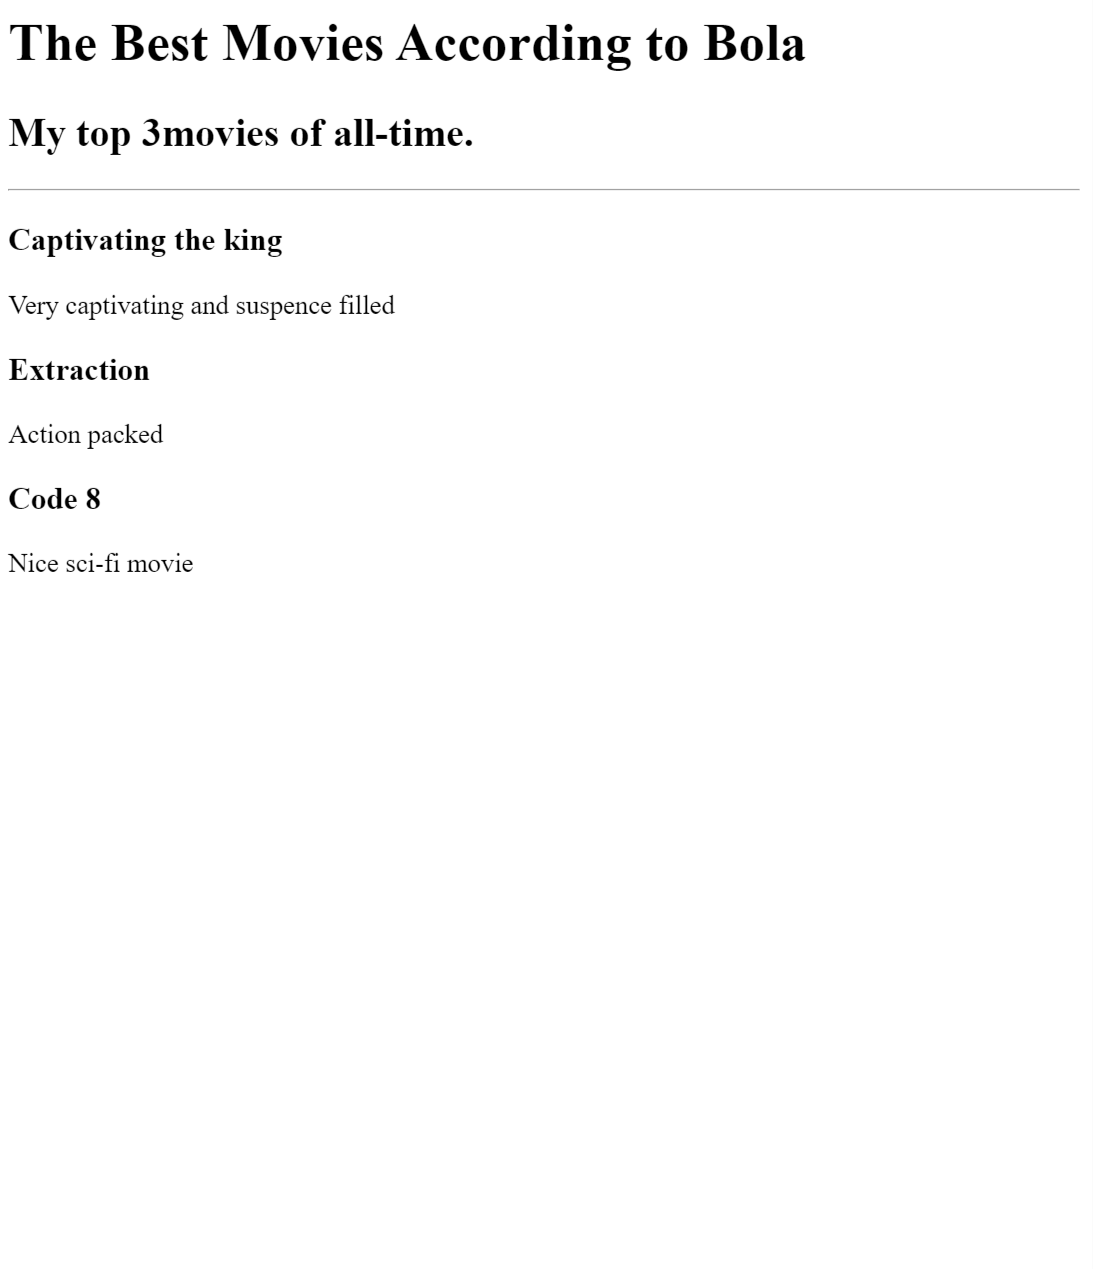 The Best Movies According to Bola
My top 3movies of all-time.
Captivating the king
Very captivating and suspence filled
Extraction
Action packed
Code 8
Nice sci-fi movie